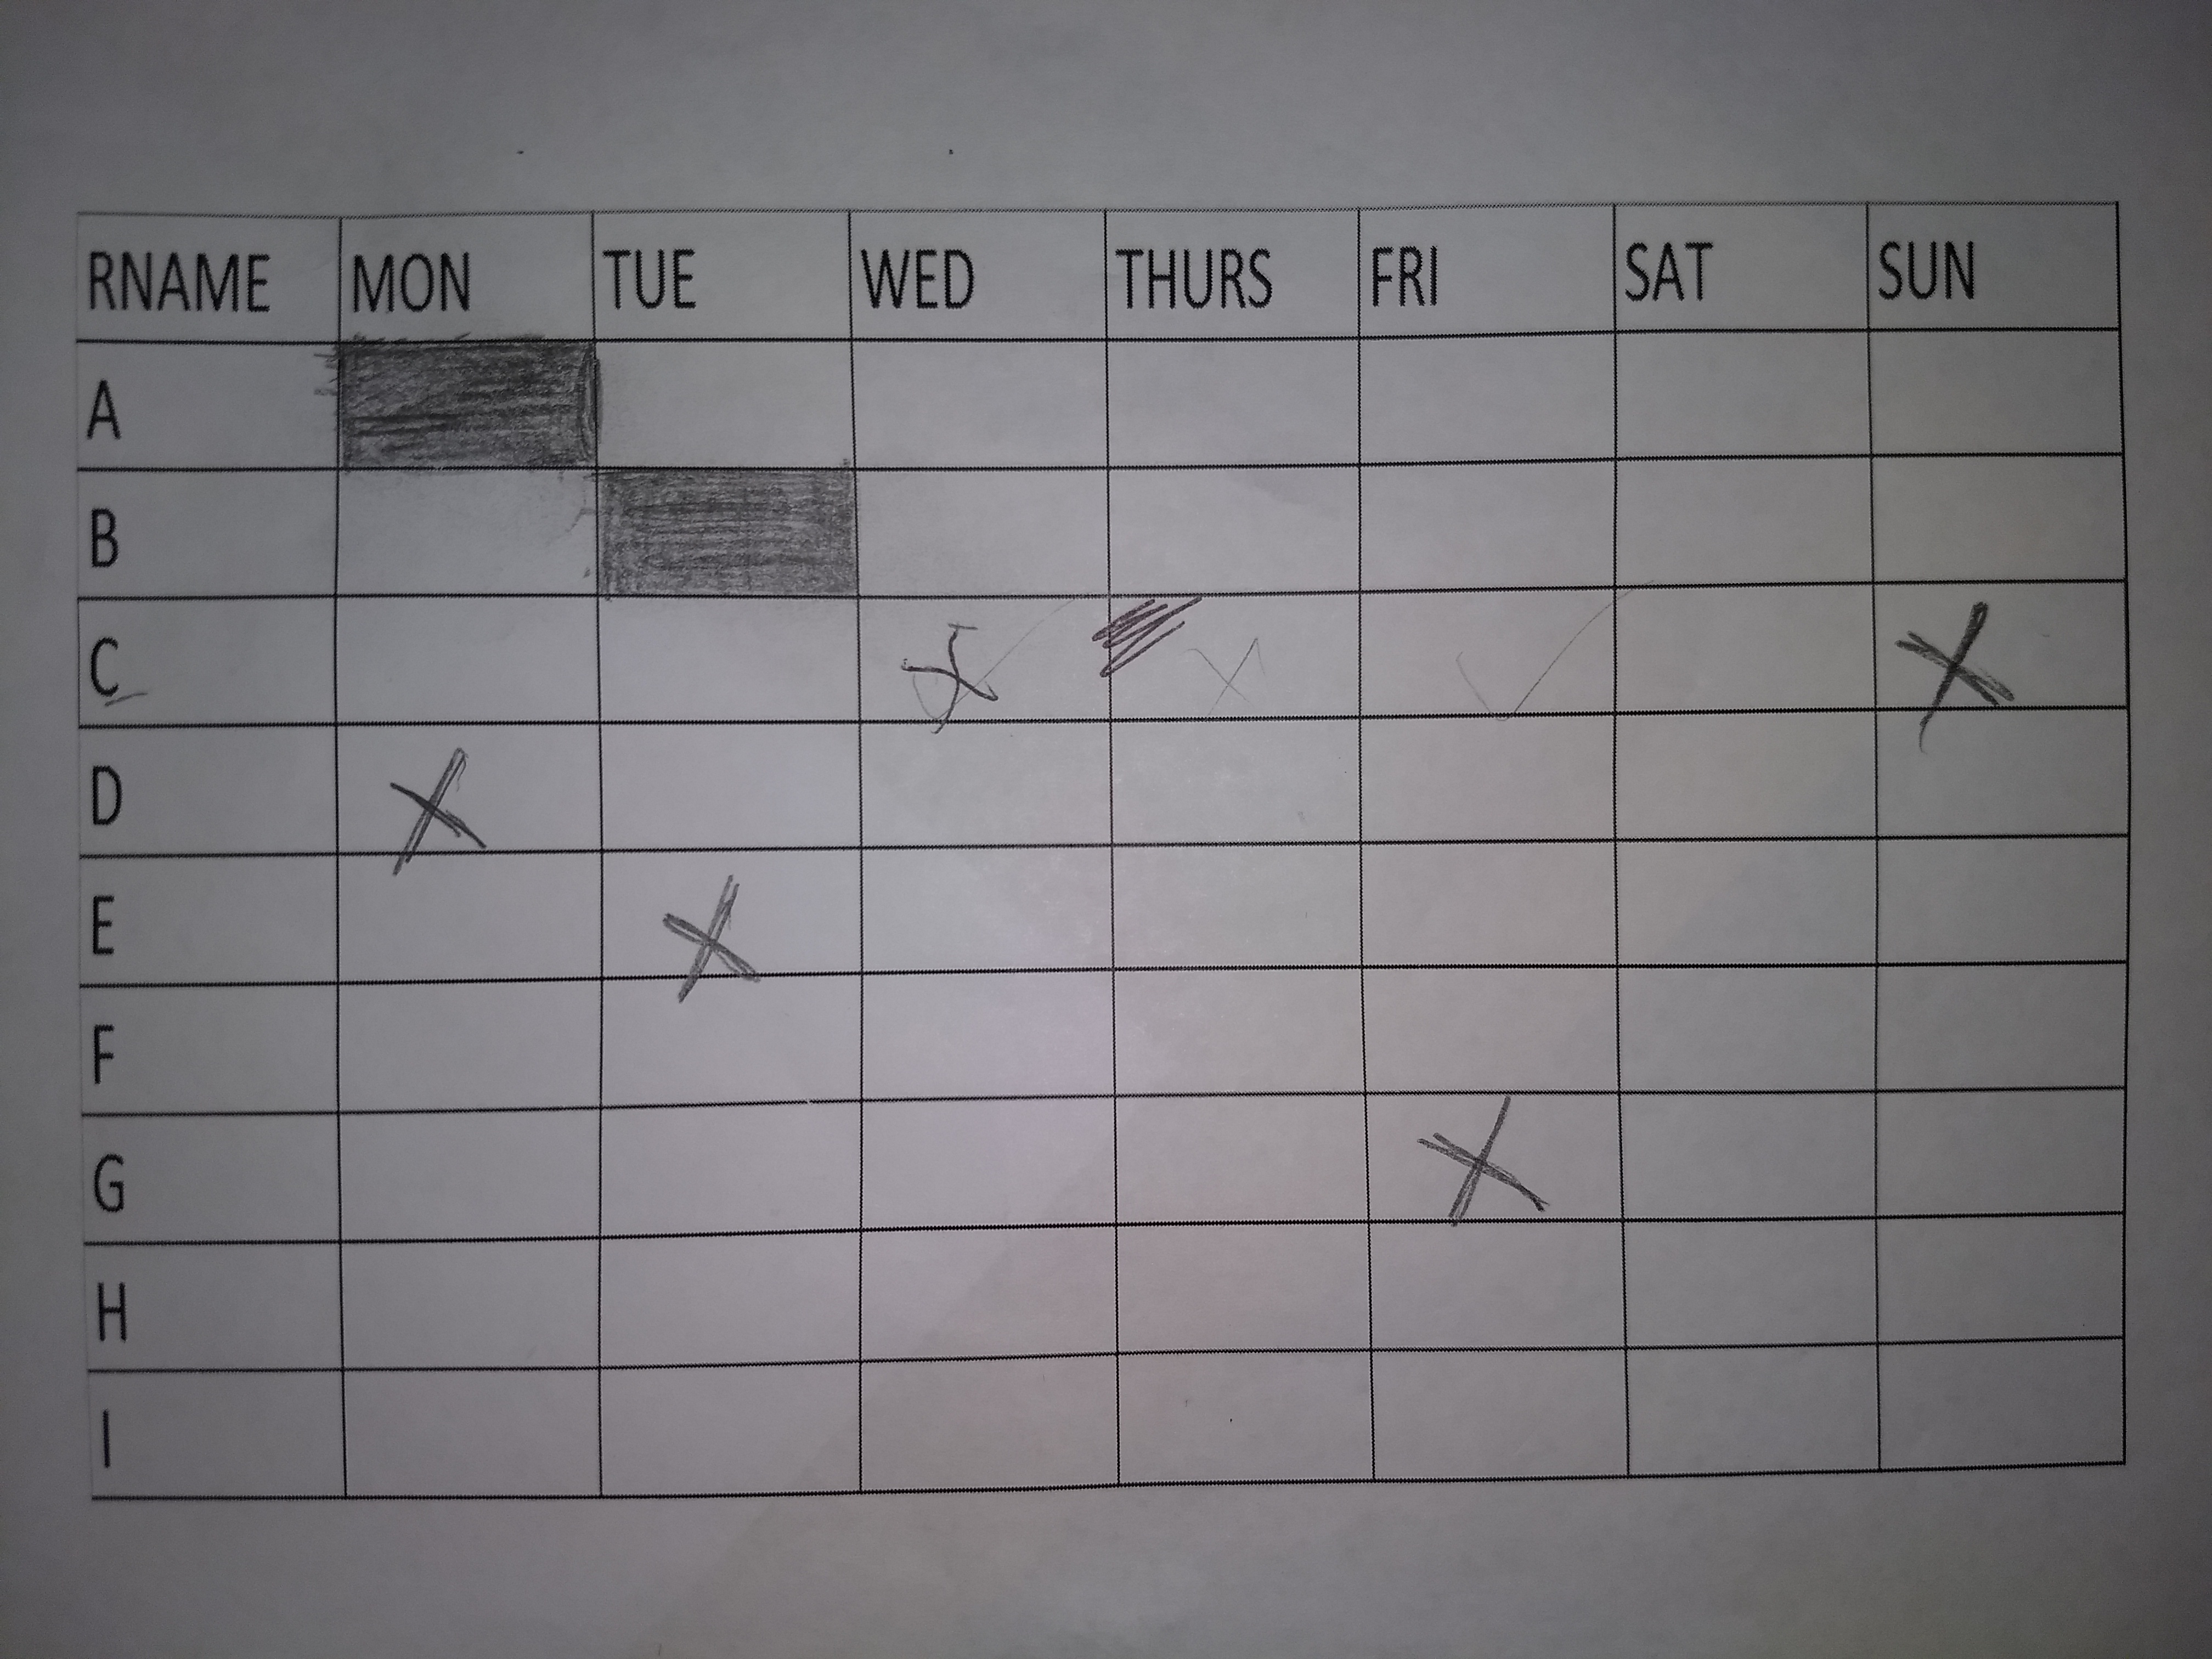 RNAME MON TUE WED THURS FRI SAT SUN
A
B
C X X ✓ X
D X
E X
F
G X
H
I